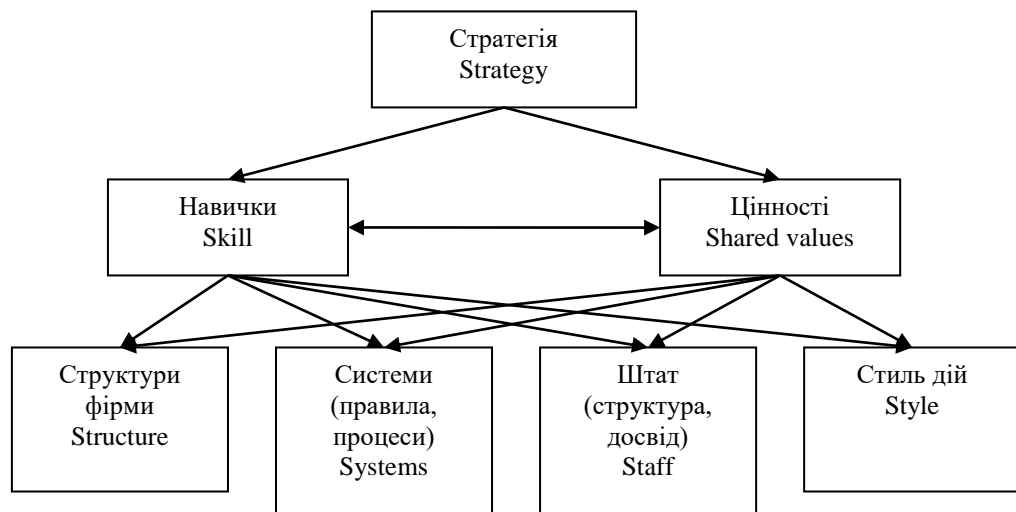 Стратегія
Strategy
Навички
Skill
Цінності
Shared values
Структури
фірми
Structure
Системи
(правила,
процеси)
Systems
Штат
(структура,
досвід)
Staff
Стиль дій
Style